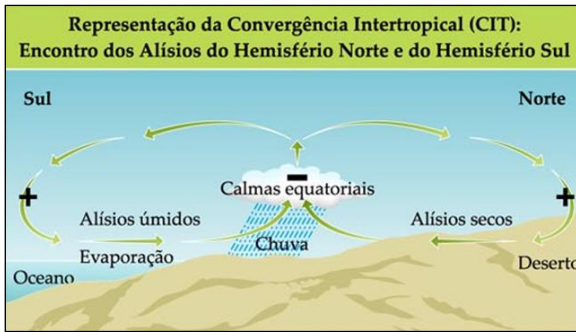 Representação da Convergência Intertropical (CIT):
Encontro dos Alísios do Hemisfério Norte e do Hemisfério Sul
Sul
Norte
+
−
+
Calmas equatoriais
Alísios úmidos
Alísios secos
Chuva
Evaporação
Oceano
Deserto